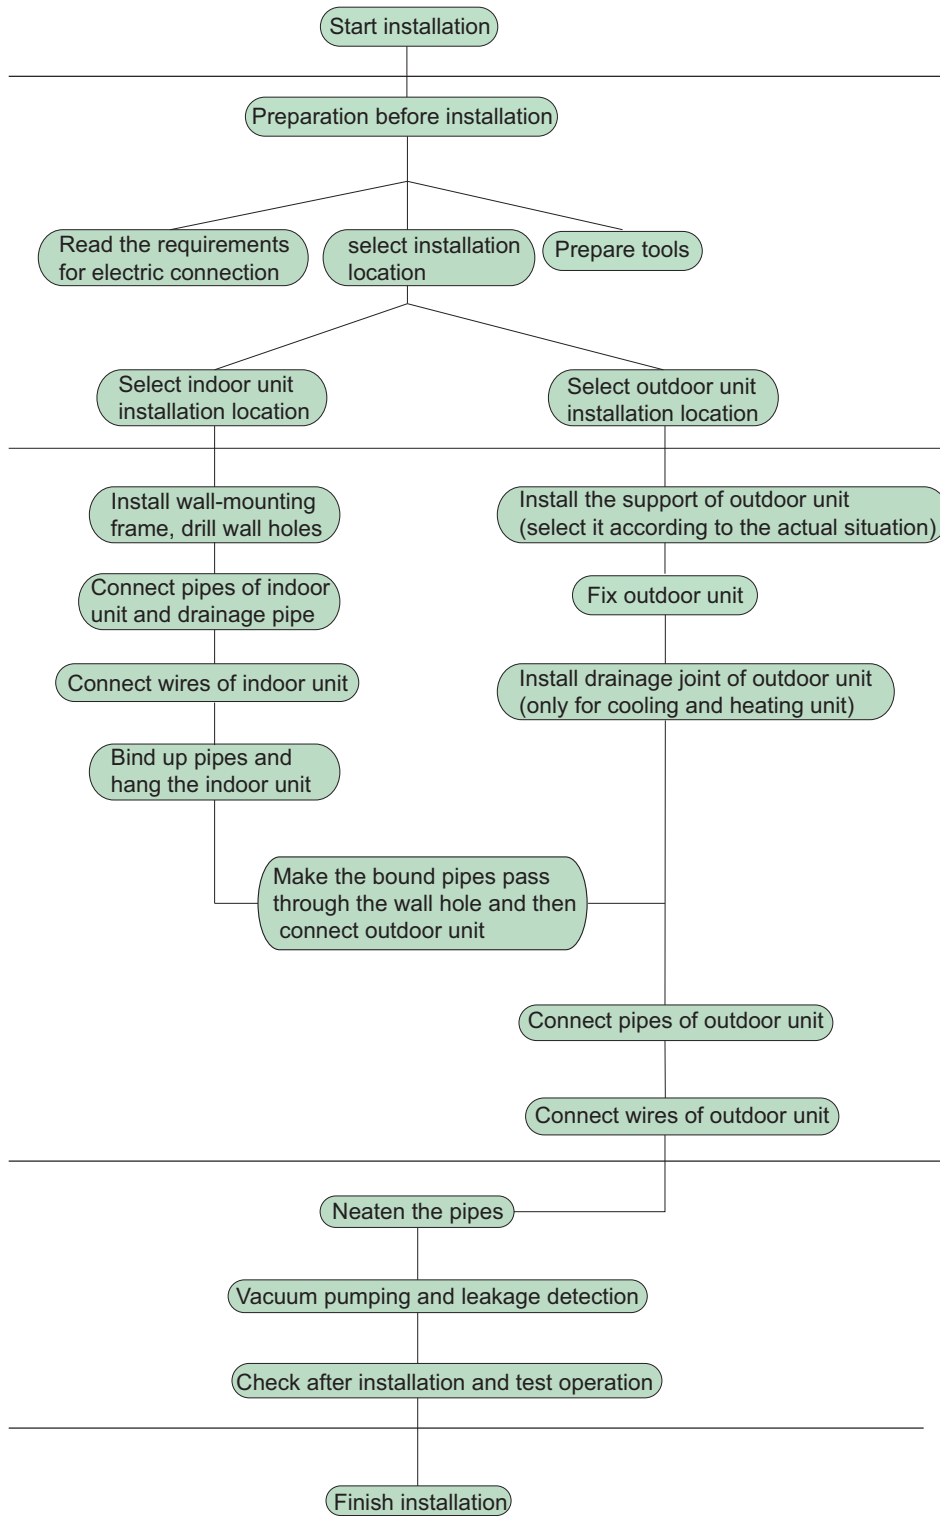 Start installation
Preparation before installation
Read the requirements
for electric connection
select installation
location
Prepare tools
Select indoor unit
installation location
Select outdoor unit
installation location
Install wall-mounting
frame, drill wall holes
Install the support of outdoor unit
(select it according to the actual situation)
Connect pipes of indoor
unit and drainage pipe
Fix outdoor unit
Connect wires of indoor unit
Install drainage joint of outdoor unit
(only for cooling and heating unit)
Bind up pipes and
hang the indoor unit
Make the bound pipes pass
through the wall hole and then
connect outdoor unit
Connect pipes of outdoor unit
Connect wires of outdoor unit
Neaten the pipes
Vacuum pumping and leakage detection
Check after installation and test operation
Finish installation